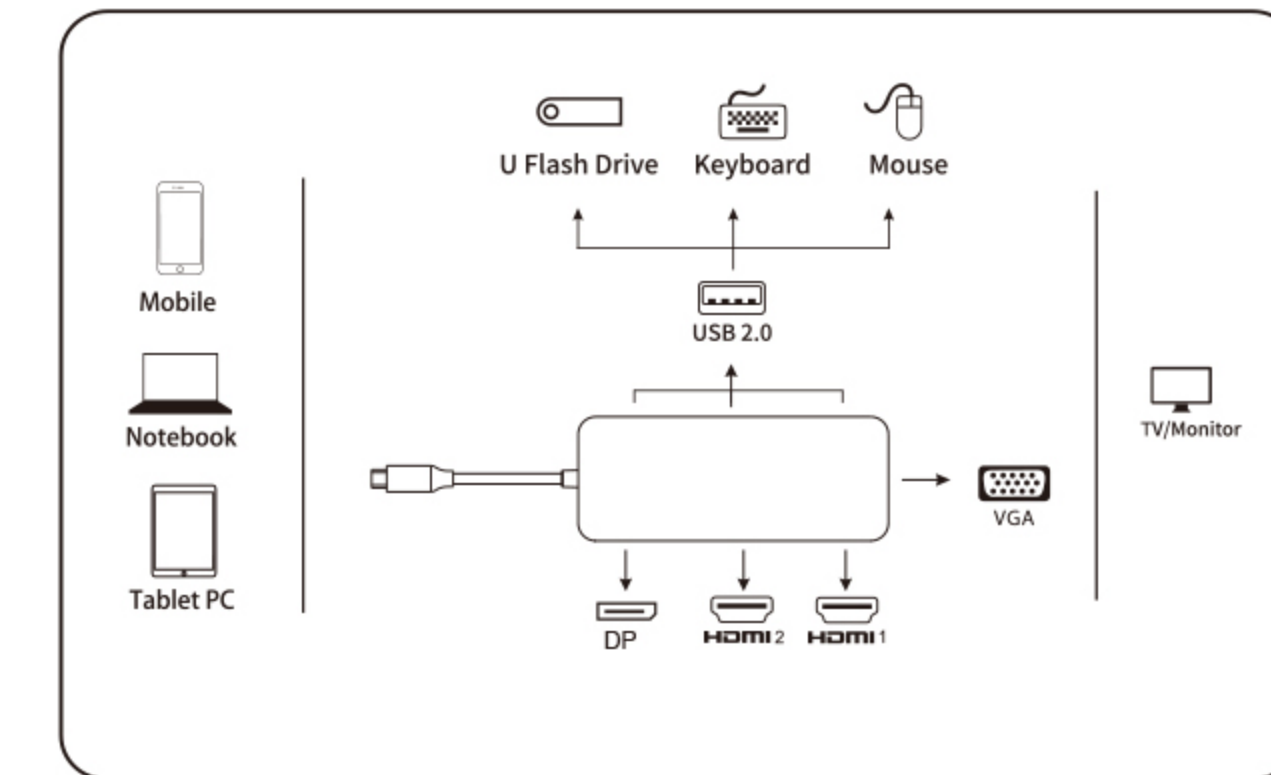 U Flash Drive
Keyboard
Mouse
Mobile
USB 2.0
Notebook
TV/Monitor
VGA
Tablet PC
DP
HDMI 2
HDMI 1